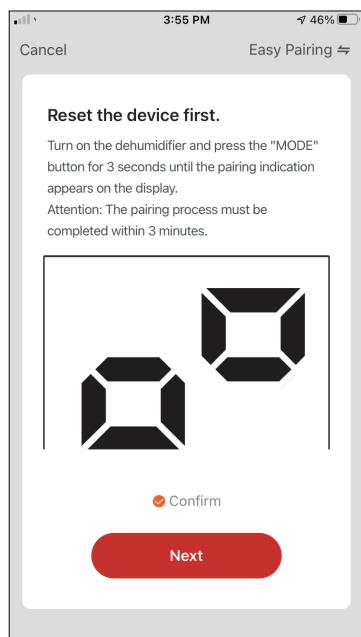 3:55 PM
46%
Cancel
Easy Pairing
Reset the device first.
Turn on the dehumidifier and press the "MODE"
button for 3 seconds until the pairing indication
appears on the display.
Attention: The pairing process must be
completed within 3 minutes.
Confirm
Next